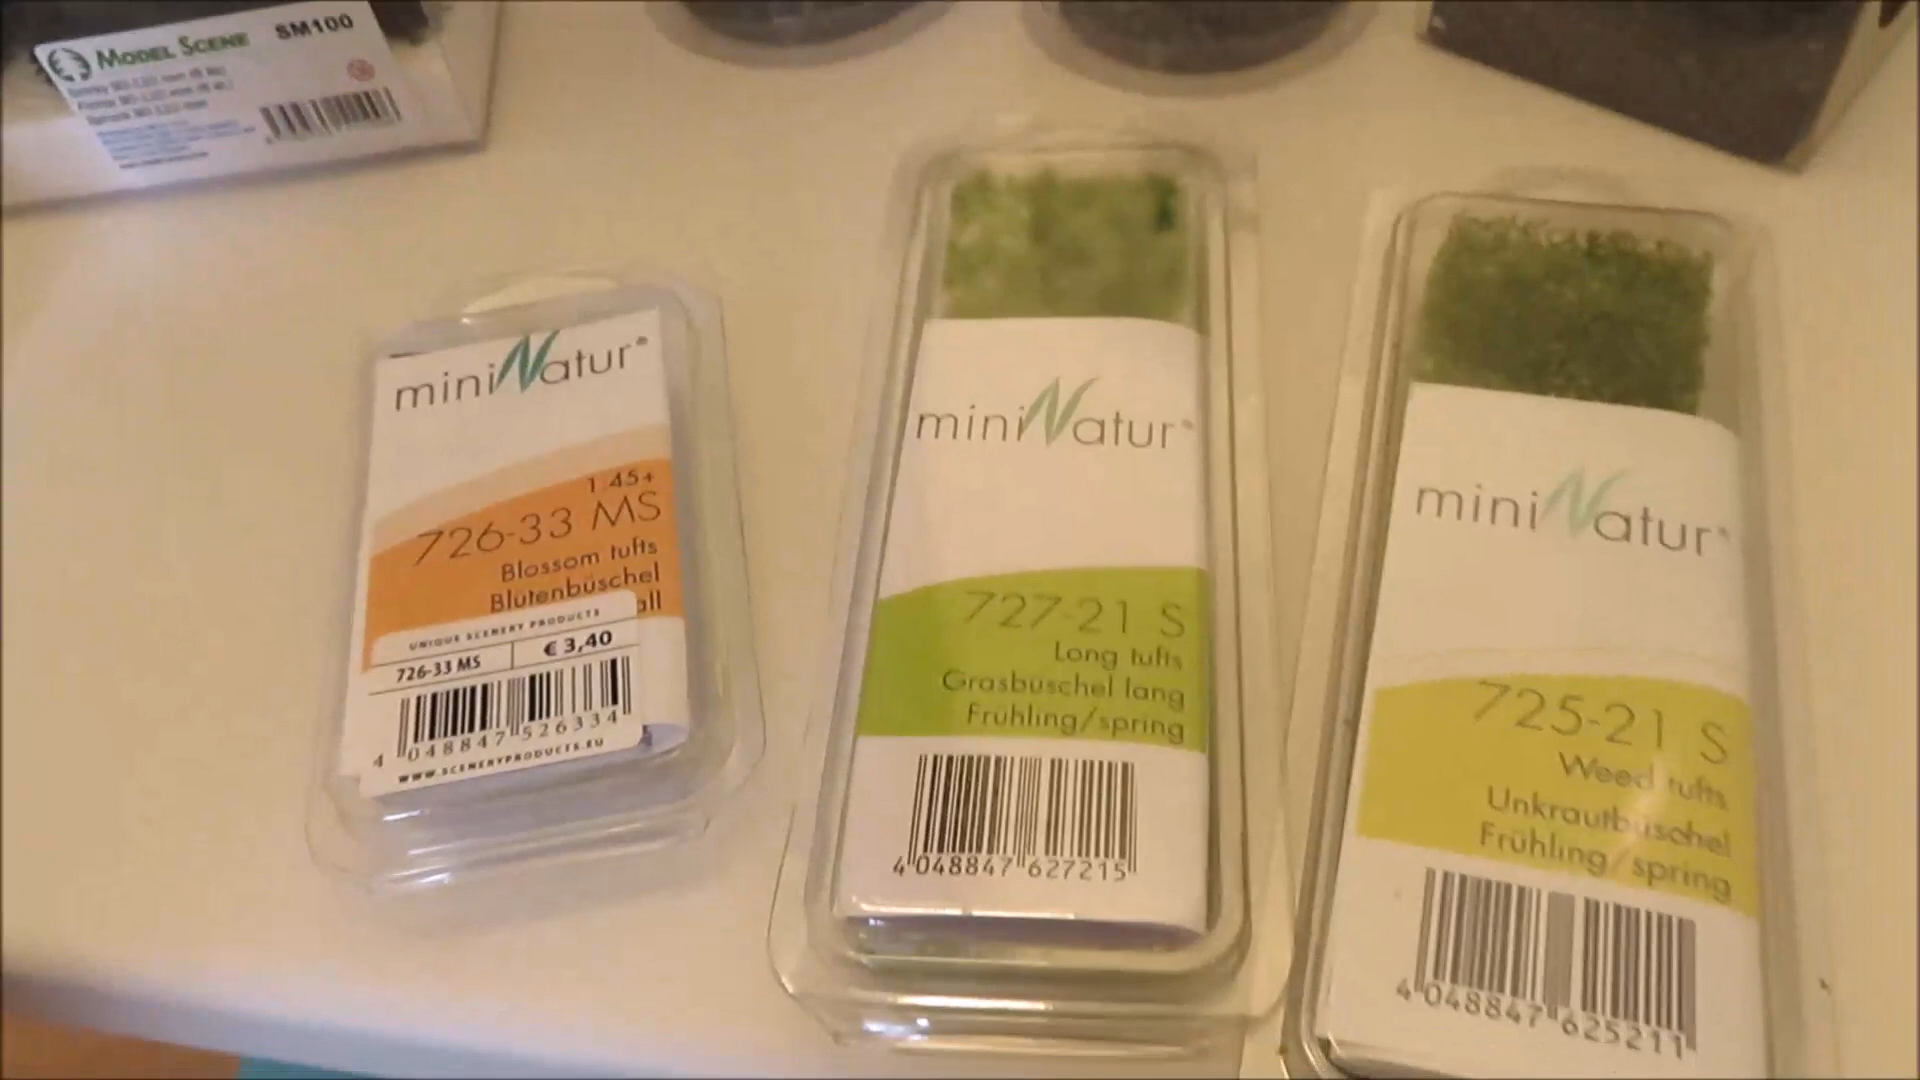 MODEL SCENE
SM100
miniNatur®
1:45+
726-33 MS
Blossom tufts
Blütenbüschel
all
UNIQUE SCENERY PRODUCTS
726-33 MS
€ 3,40
4 048847 526334
WWW.SCENERYPRODUCTS.EU
miniNatur®
727-21 S
Long tufts
Grasbüschel lang
Frühling/spring
4 048847 627215
miniNatur®
725-21 S
Weed tufts
Unkrautbüschel
Frühling/spring
4 048847 625211